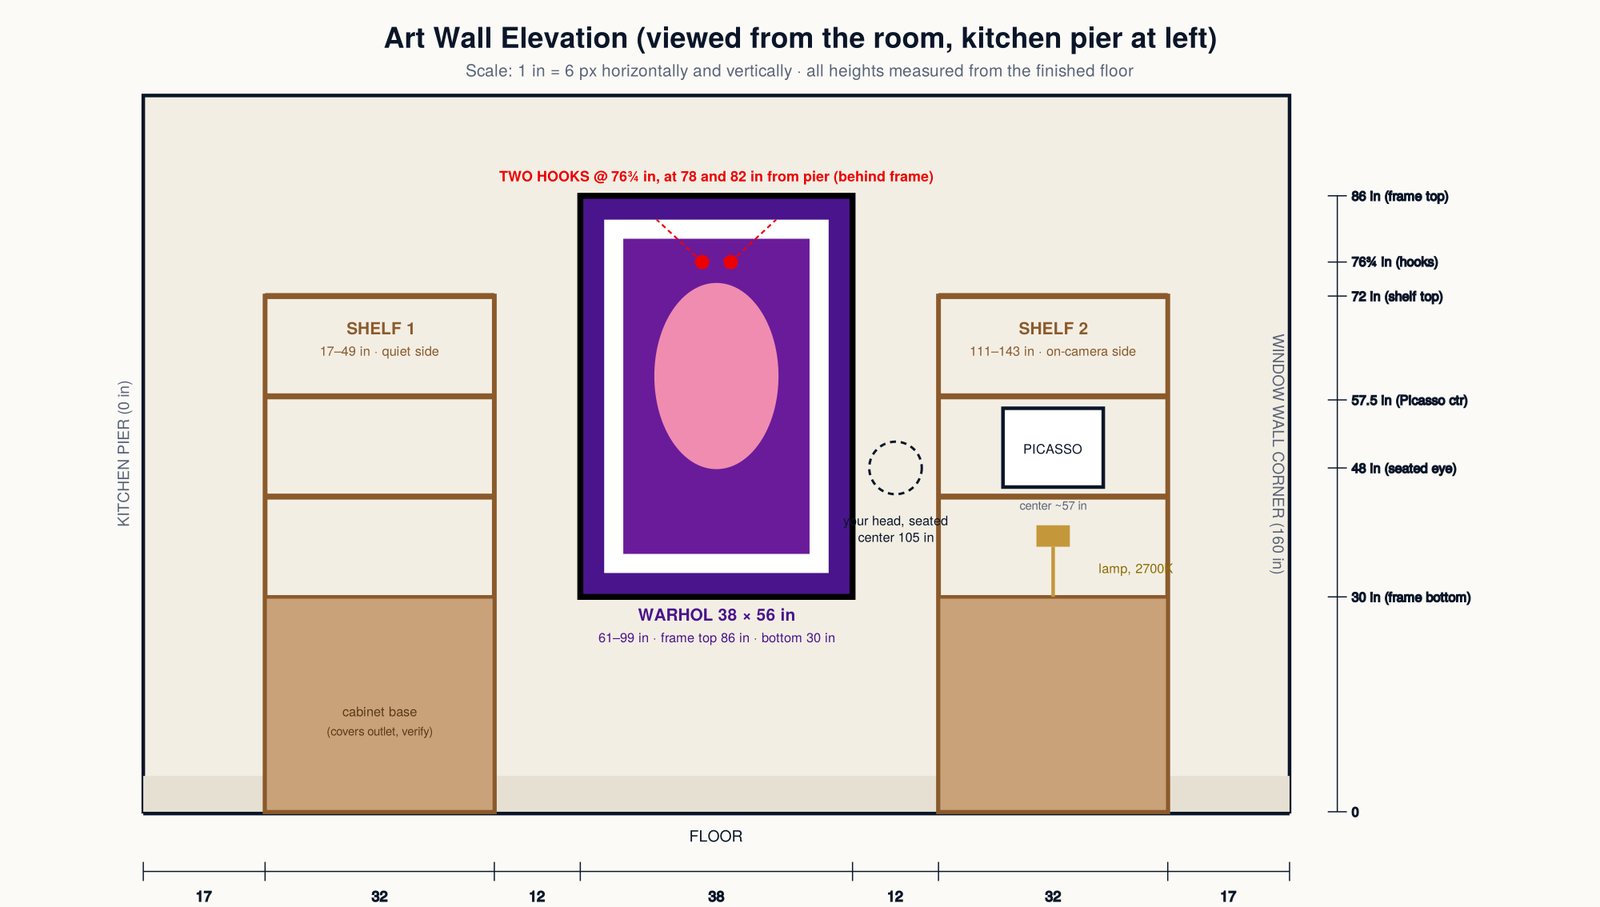 Art Wall Elevation (viewed from the room, kitchen pier at left)
Scale: 1 in = 6 px horizontally and vertically · all heights measured from the finished floor
TWO HOOKS @ 76¾ in, at 78 and 82 in from pier (behind frame)
86 in (frame top)
76¾ in (hooks)
72 in (shelf top)
SHELF 1
17–49 in · quiet side
SHELF 2
111–143 in · on-camera side
KITCHEN PIER (0 in)
WINDOW WALL CORNER (160 in)
57.5 in (Picasso ctr)
PICASSO
48 in (seated eye)
center ~57 in
your head, seated
center 105 in
lamp, 2700K
30 in (frame bottom)
WARHOL 38 × 56 in
61–99 in · frame top 86 in · bottom 30 in
cabinet base
(covers outlet, verify)
0
FLOOR
17 32 12 38 12 32 17